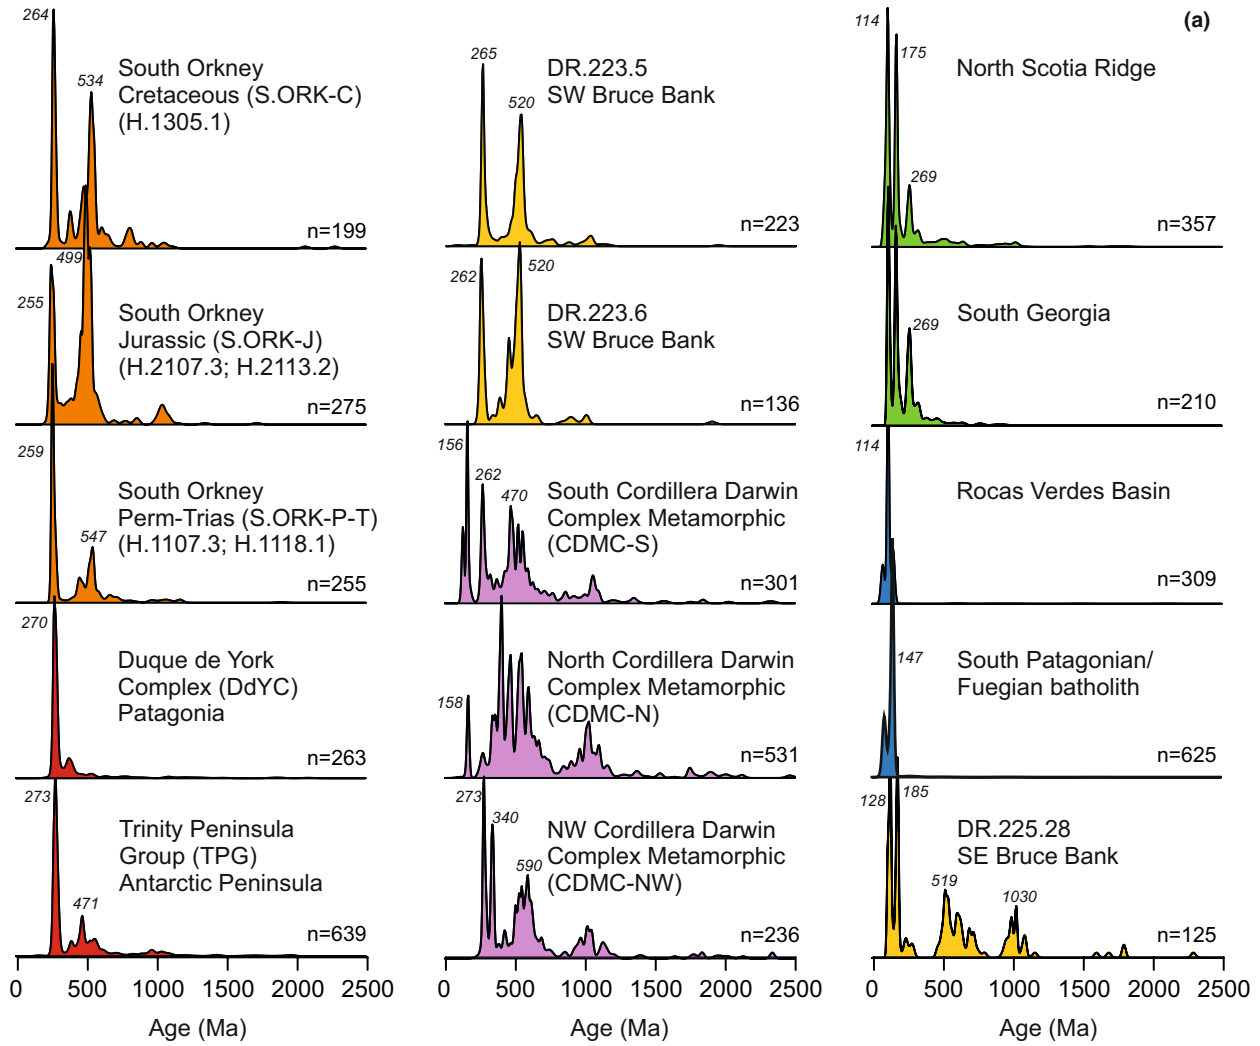 264
534
South Orkney
Cretaceous (S.ORK-C)
(H.1305.1)
n=199
255
499
South Orkney
Jurassic (S.ORK-J)
(H.2107.3; H.2113.2)
n=275
259
547
South Orkney
Perm-Trias (S.ORK-P-T)
(H.1107.3; H.1118.1)
n=255
270
Duque de York
Complex (DdYC)
Patagonia
n=263
273
471
Trinity Peninsula
Group (TPG)
Antarctic Peninsula
n=639
0 500 1000 1500 2000 2500
Age (Ma)
265
520
DR.223.5
SW Bruce Bank
n=223
262
520
DR.223.6
SW Bruce Bank
n=136
156
262
470
South Cordillera Darwin
Complex Metamorphic
(CDMC-S)
n=301
158
North Cordillera Darwin
Complex Metamorphic
(CDMC-N)
n=531
273
340
590
NW Cordillera Darwin
Complex Metamorphic
(CDMC-NW)
n=236
0 500 1000 1500 2000 2500
Age (Ma)
(a)
114
175
269
North Scotia Ridge
n=357
269
South Georgia
n=210
114
Rocas Verdes Basin
n=309
147
South Patagonian/
Fuegian batholith
n=625
128
185
519
1030
DR.225.28
SE Bruce Bank
n=125
0 500 1000 1500 2000 2500
Age (Ma)